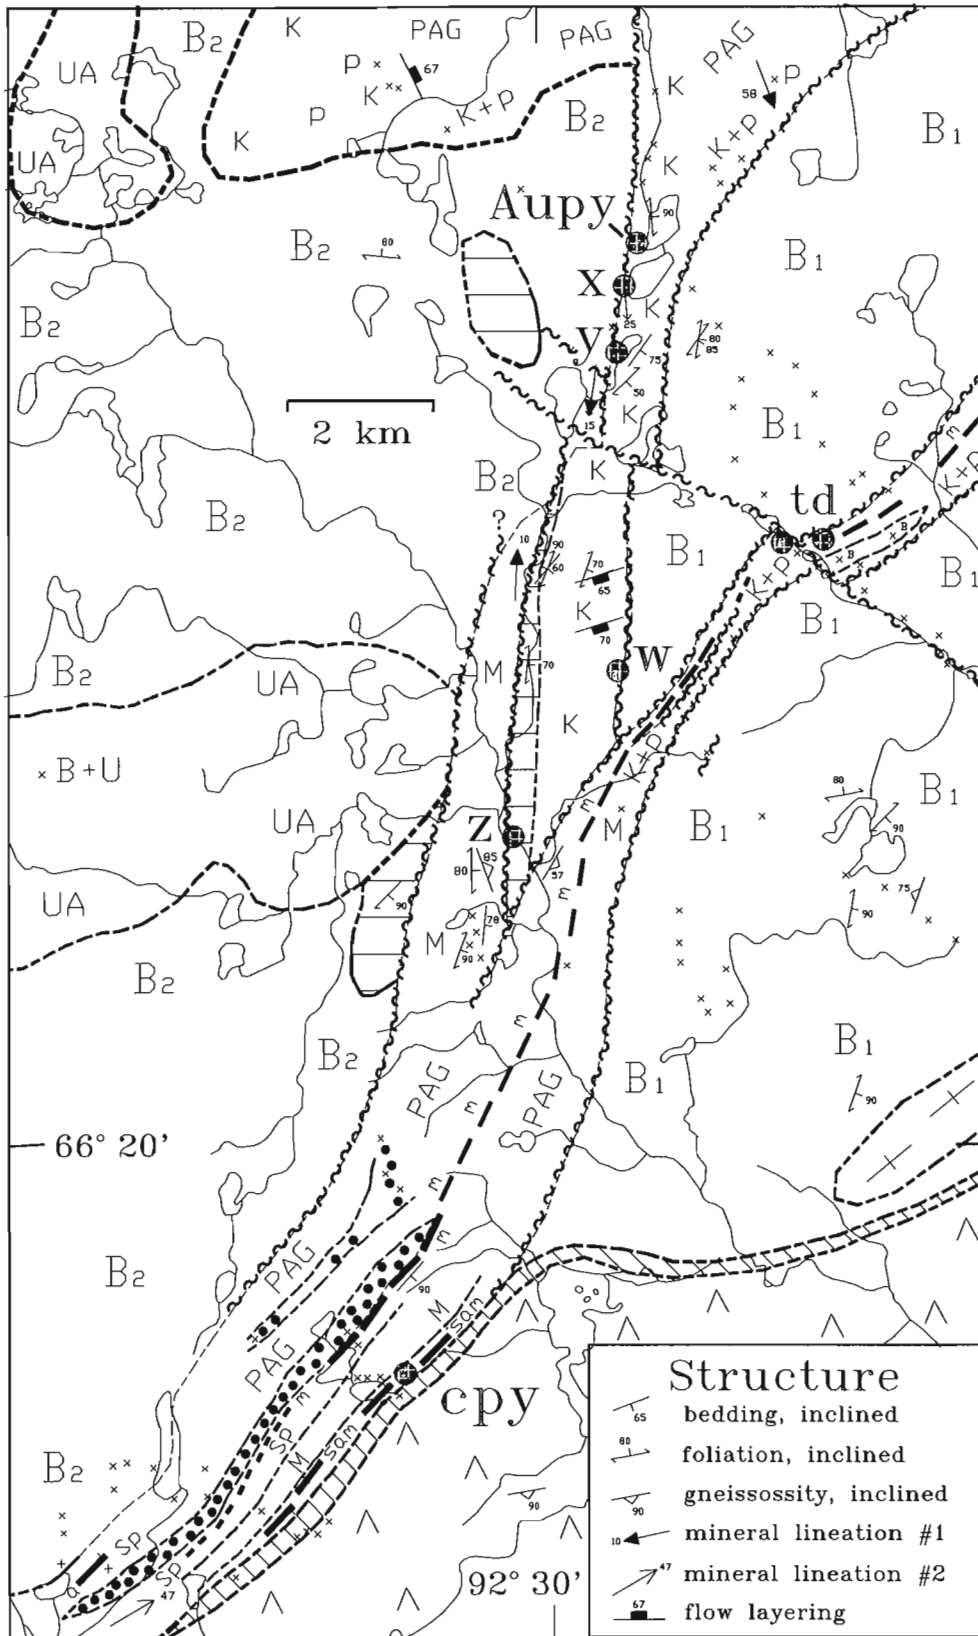 B2 K PAG PAG PAG
UA P 67 K P
K 58
K P K+P B2 K K+P B1
UA K
Aupy 90
B2 80 B1
X K
B2 25
y 80
75 85
50
2 km 15 K B1
B2 K
B2 td
? B1
10 90 60 70 65 K+P B B B1
K B1
70
B2 UA M 70 w
K
B+U K+P 80 B1
UA Z M B1 90
85 80 57 m
UA 90 78 75
M 90 90
B2 m
B2 B1
PAG PAG B1 90
m
66° 20'
m
m
B2 PAG 90
M sam
PAG
cpy
m
SP
B2 M sam
90
SP
SP 47
92° 30'
Structure
65 bedding, inclined
80 foliation, inclined
90 gneissossity, inclined
10 mineral lineation #1
47 mineral lineation #2
67 flow layering